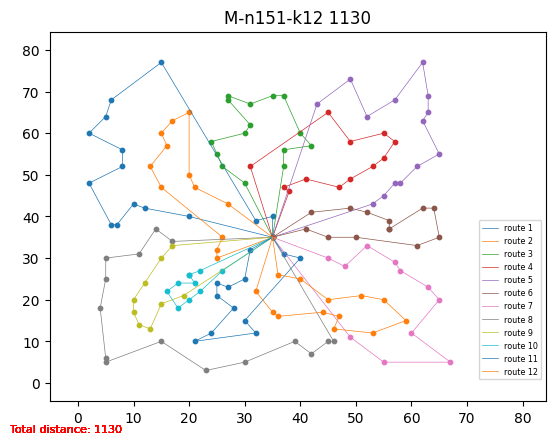 M-n151-k12 1130
80
70
60
50
40
30
20
10
0
0 10 20 30 40 50 60 70 80
route 1
route 2
route 3
route 4
route 5
route 6
route 7
route 8
route 9
route 10
route 11
route 12
Total distance: 1130